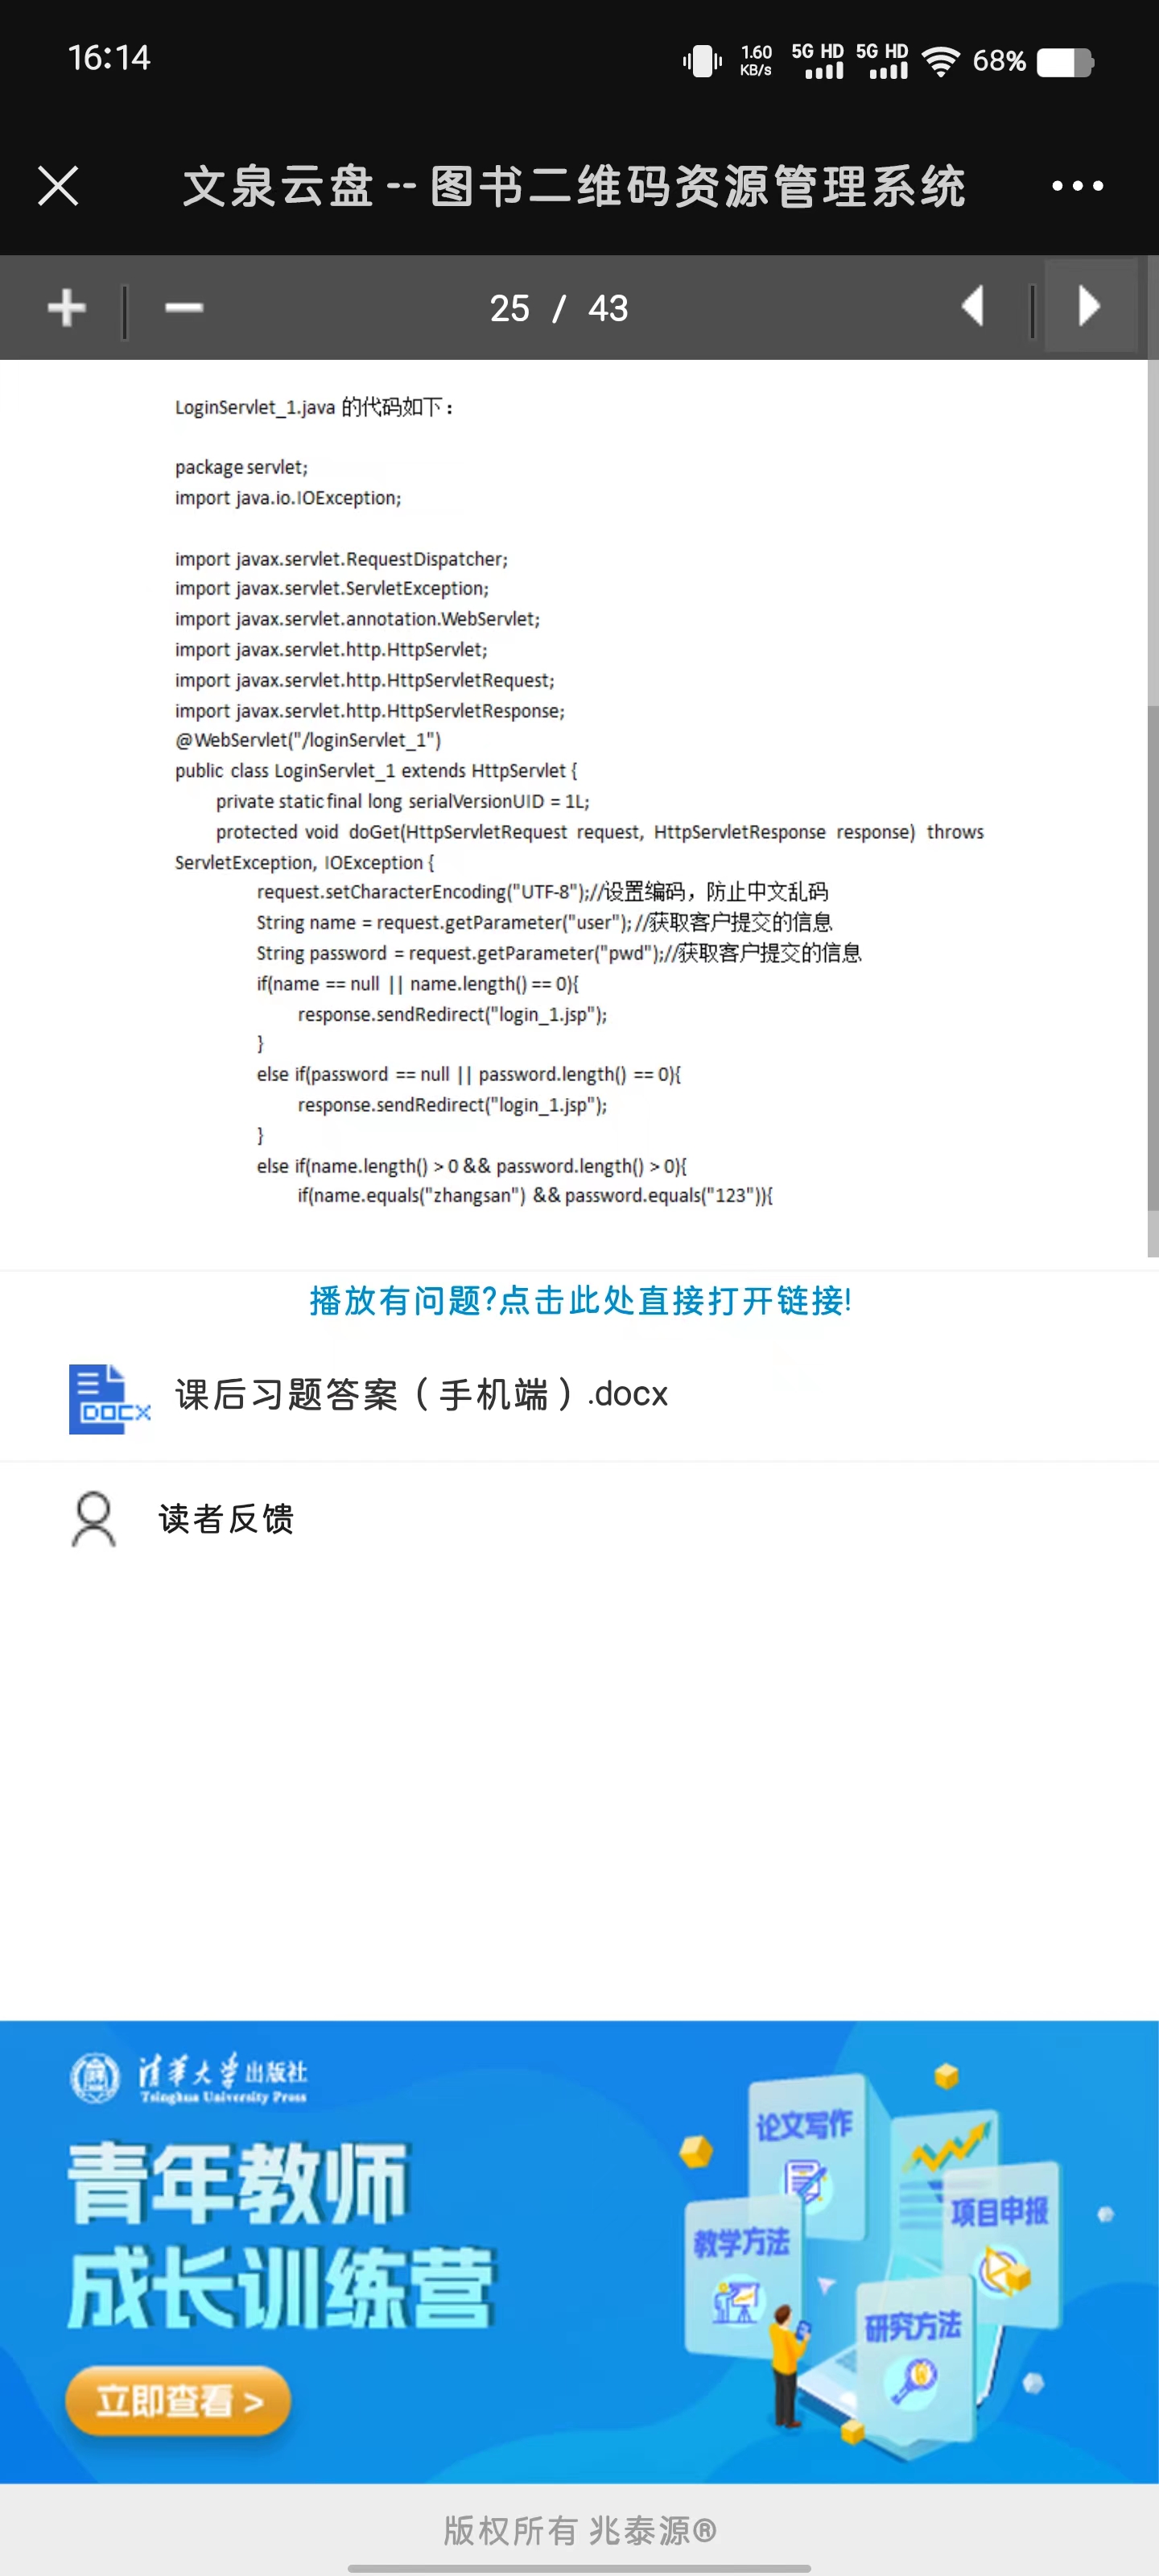 16:14
1.60 KB/s 5G HD 5G HD 68%
文泉云盘 -- 图书二维码资源管理系统
25 / 43
LoginServlet_1.java 的代码如下：
package servlet;
import java.io.IOException;
import javax.servlet.RequestDispatcher;
import javax.servlet.ServletException;
import javax.servlet.annotation.WebServlet;
import javax.servlet.http.HttpServlet;
import javax.servlet.http.HttpServletRequest;
import javax.servlet.http.HttpServletResponse;
@WebServlet("/loginServlet_1")
public class LoginServlet_1 extends HttpServlet {
private static final long serialVersionUID = 1L;
protected void doGet(HttpServletRequest request, HttpServletResponse response) throws
ServletException, IOException {
request.setCharacterEncoding("UTF-8");//设置编码，防止中文乱码
String name = request.getParameter("user");//获取客户提交的信息
String password = request.getParameter("pwd");//获取客户提交的信息
if(name == null || name.length() == 0){
response.sendRedirect("login_1.jsp");
}
else if(password == null || password.length() == 0){
response.sendRedirect("login_1.jsp");
}
else if(name.length() > 0 && password.length() > 0){
if(name.equals("zhangsan") && password.equals("123")){
播放有问题?点击此处直接打开链接!
DOCX
课后习题答案（手机端）.docx
读者反馈
清华大学出版社
Tsinghua University Press
青年教师
成长训练营
立即查看 >
论文写作
项目申报
教学方法
研究方法
版权所有 兆泰源®